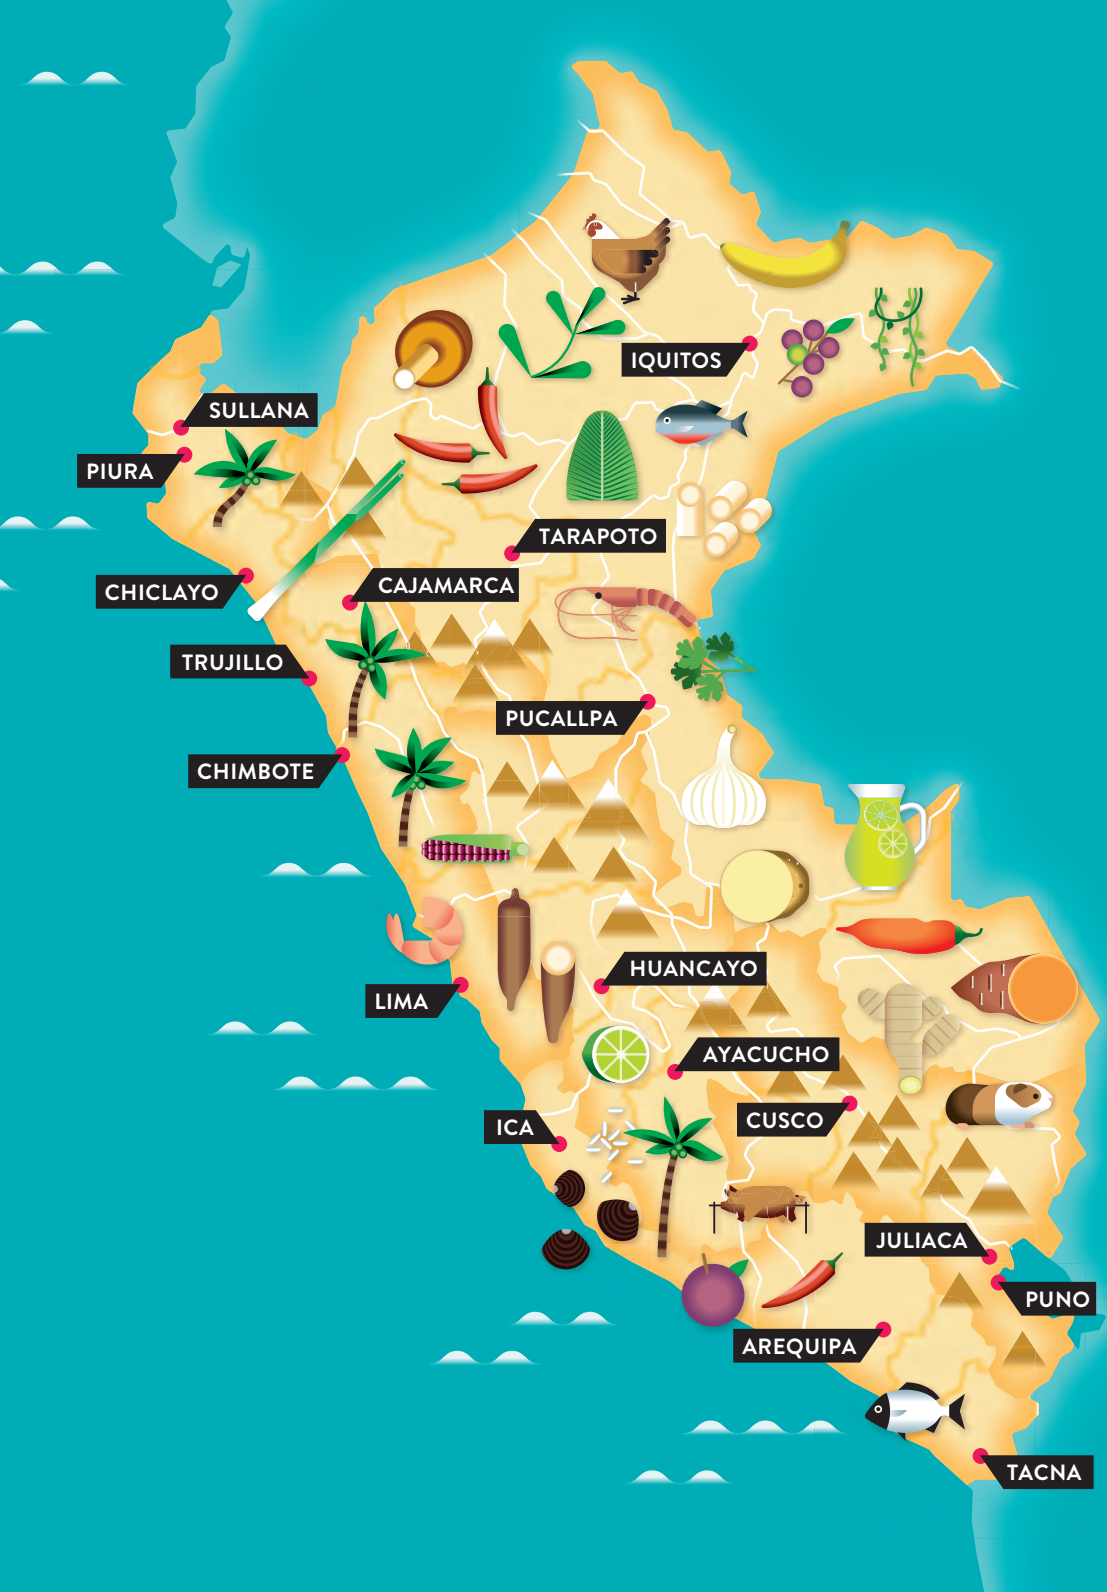 IQUITOS
SULLANA
PIURA
TARAPOTO
CAJAMARCA
CHICLAYO
TRUJILLO
PUCALLPA
CHIMBOTE
HUANCAYO
LIMA
AYACUCHO
CUSCO
ICA
JULIACA
PUNO
AREQUIPA
TACNA